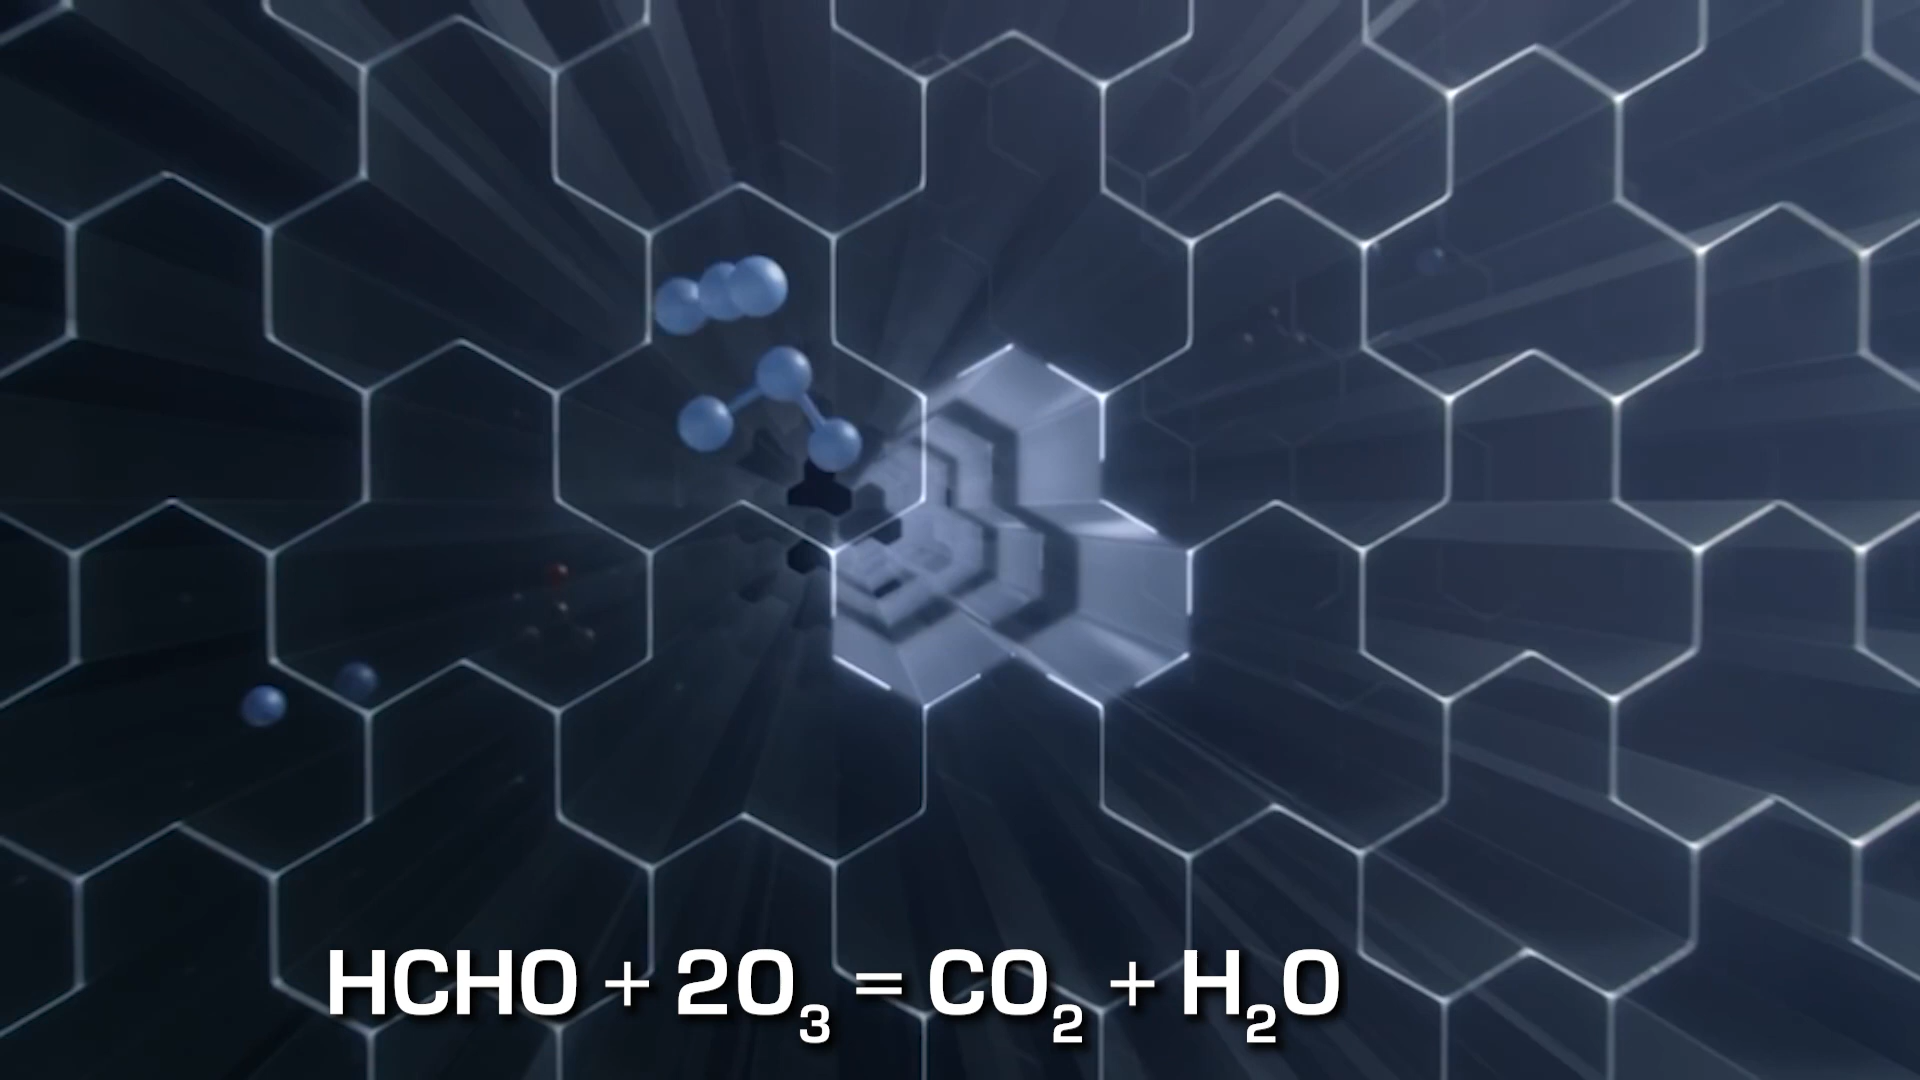 HCHO + 2O₃ = CO₂ + H₂O